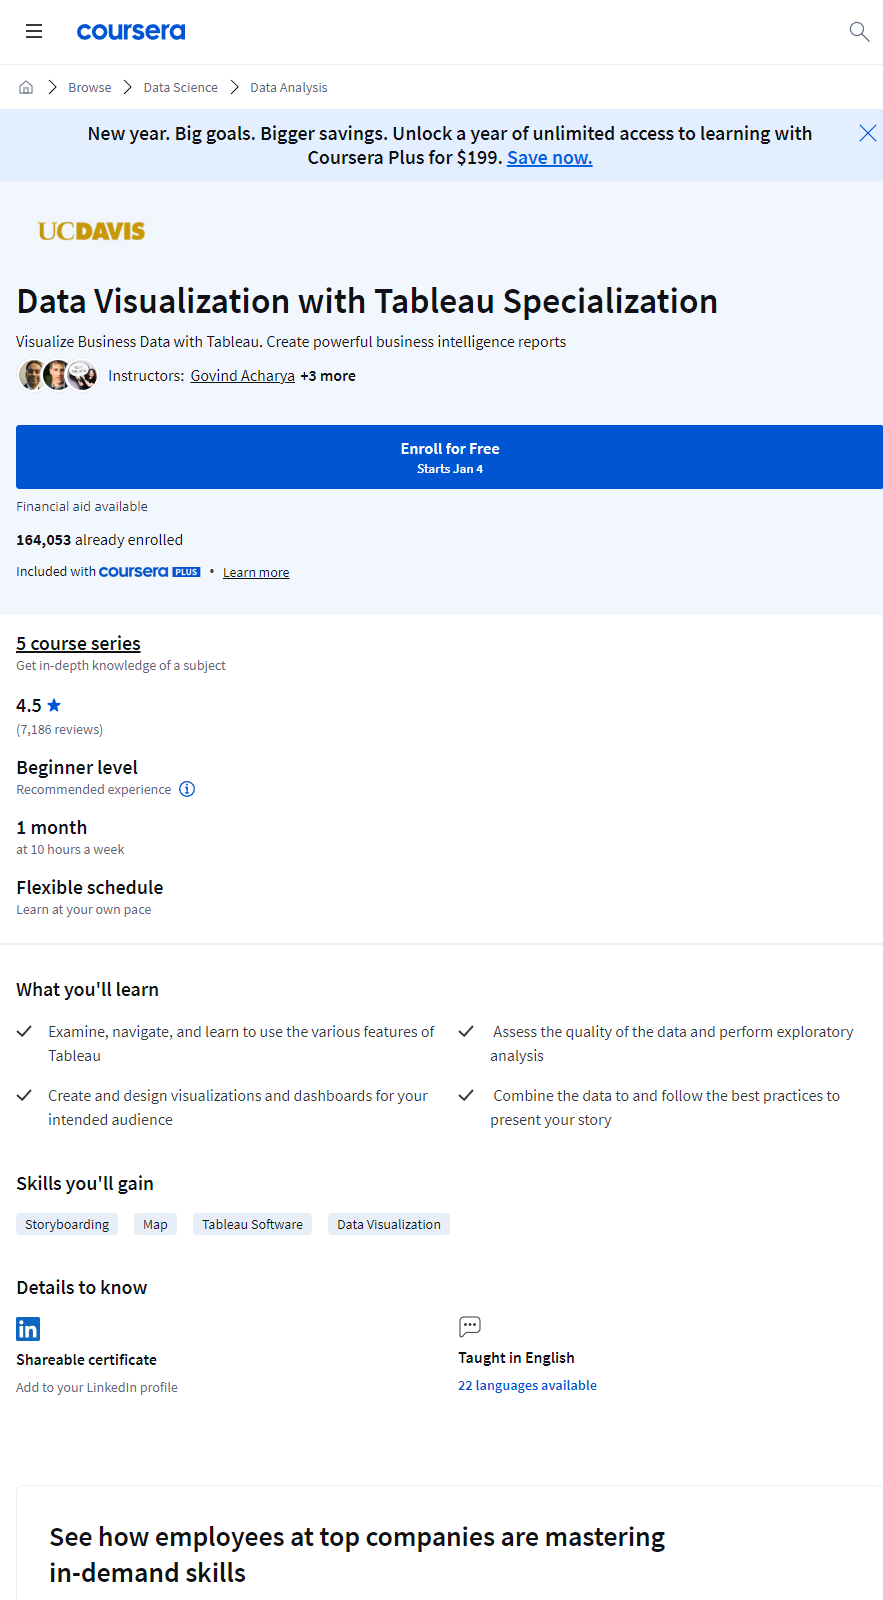 coursera
Browse
Data Science
Data Analysis
New year. Big goals. Bigger savings. Unlock a year of unlimited access to learning with
Coursera Plus for $199. Save now.
UCDAVIS
Data Visualization with Tableau Specialization
Visualize Business Data with Tableau. Create powerful business intelligence reports
Instructors: Govind Acharya +3 more
Enroll for Free
Starts Jan 4
Financial aid available
164,053 already enrolled
Included with coursera PLUS • Learn more
5 course series
Get in-depth knowledge of a subject
4.5
(7,186 reviews)
Beginner level
Recommended experience
1 month
at 10 hours a week
Flexible schedule
Learn at your own pace
What you'll learn
Examine, navigate, and learn to use the various features of
Tableau
Assess the quality of the data and perform exploratory
analysis
Create and design visualizations and dashboards for your
intended audience
Combine the data to and follow the best practices to
present your story
Skills you'll gain
Storyboarding
Map
Tableau Software
Data Visualization
Details to know
in
Shareable certificate
Add to your LinkedIn profile
Taught in English
22 languages available
See how employees at top companies are mastering
in-demand skills